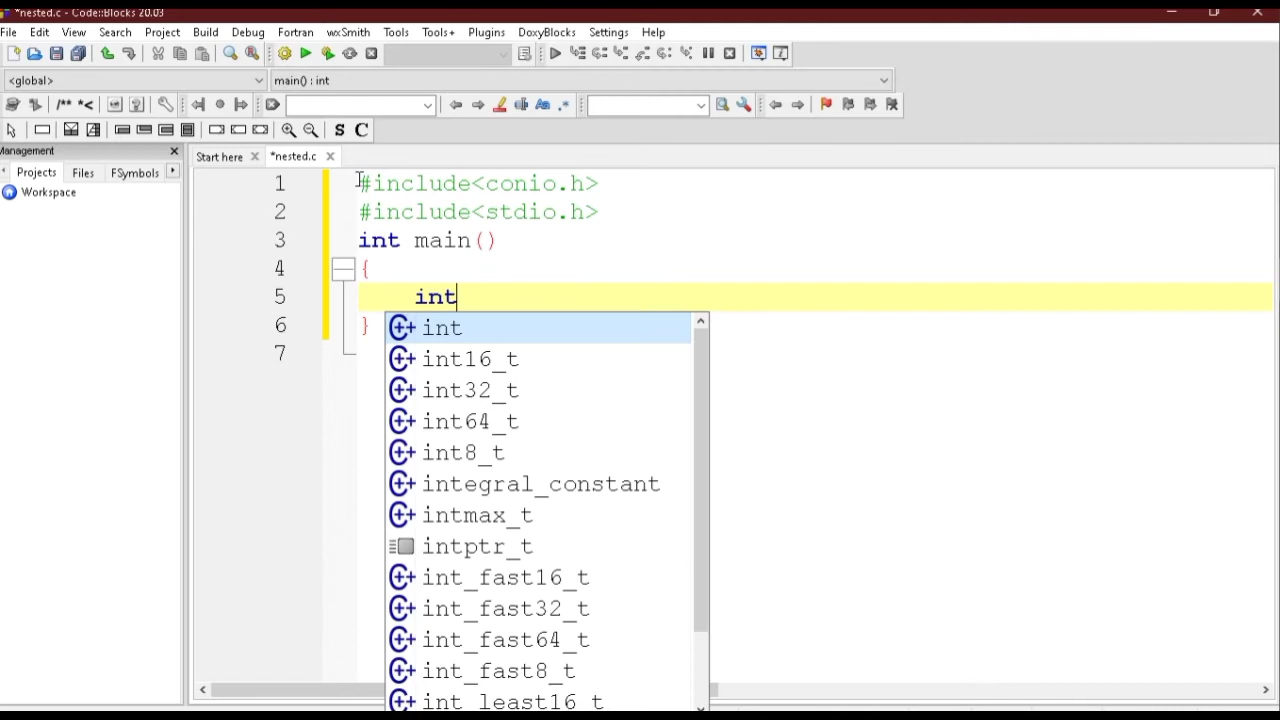 *nested.c - Code::Blocks 20.03
File Edit View Search Project Build Debug Fortran wxSmith Tools Tools+ Plugins DoxyBlocks Settings Help
<global> main() : int
/** *<
S C
Management
Start here *nested.c
Projects Files FSymbols
Workspace
1 #include<conio.h>
2 #include<stdio.h>
3 int main()
4 {
5 int
6 }
7
int
int16_t
int32_t
int64_t
int8_t
integral_constant
intmax_t
intptr_t
int_fast16_t
int_fast32_t
int_fast64_t
int_fast8_t
int_least16_t